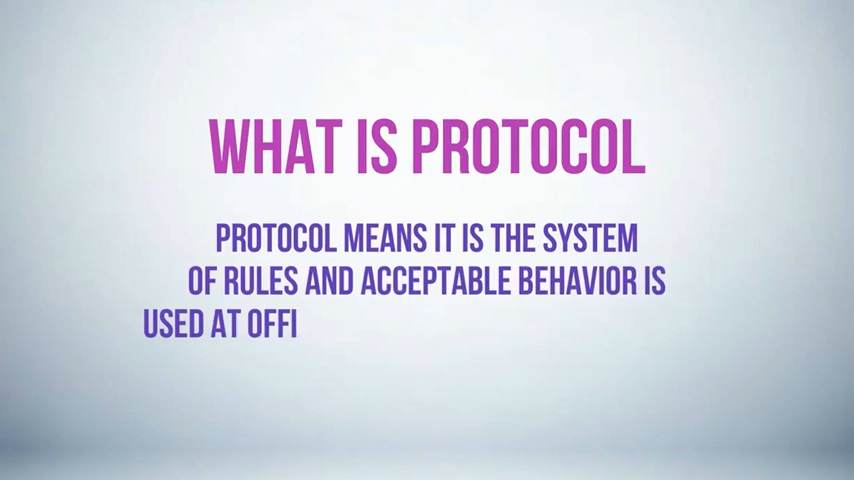 WHAT IS PROTOCOL
PROTOCOL MEANS IT IS THE SYSTEM
OF RULES AND ACCEPTABLE BEHAVIOR IS
USED AT OFFI